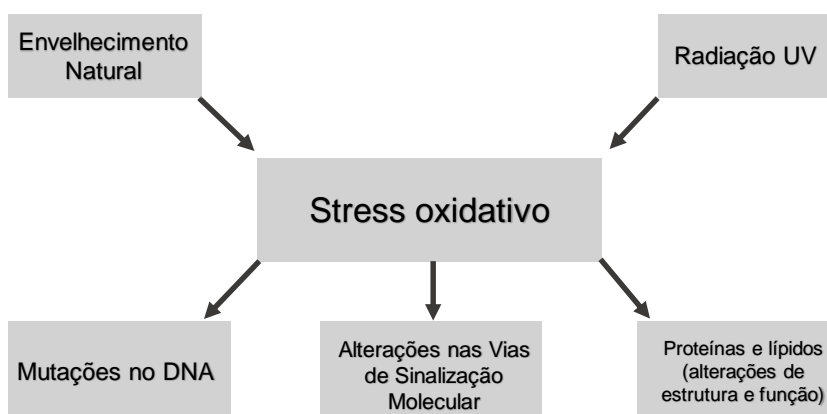 Envelhecimento
Natural
Radiação UV
Stress oxidativo
Mutações no DNA
Alterações nas Vias
de Sinalização
Molecular
Proteínas e lípidos
(alterações de
estrutura e função)